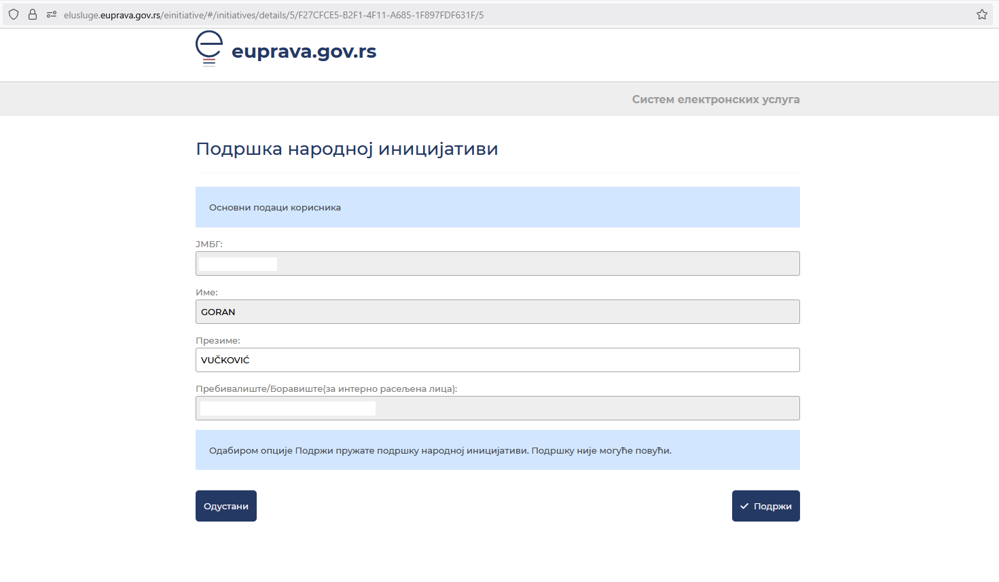 elusluge.euprava.gov.rs/einitiative/#/initiatives/details/5/F27CFCE5-B2F1-4F11-A685-1F897FDF631F/5
euprava.gov.rs
Систем електронских услуга
Подршка народној иницијативи
Основни подаци корисника
ЈМБГ:
Име:
GORAN
Презиме:
VUČKOVIĆ
Пребивалиште/Боравиште(за интерно расељена лица):
Одабиром опције Подржи пружате подршку народној иницијативи. Подршку није могуће повући.
Одустани
Подржи